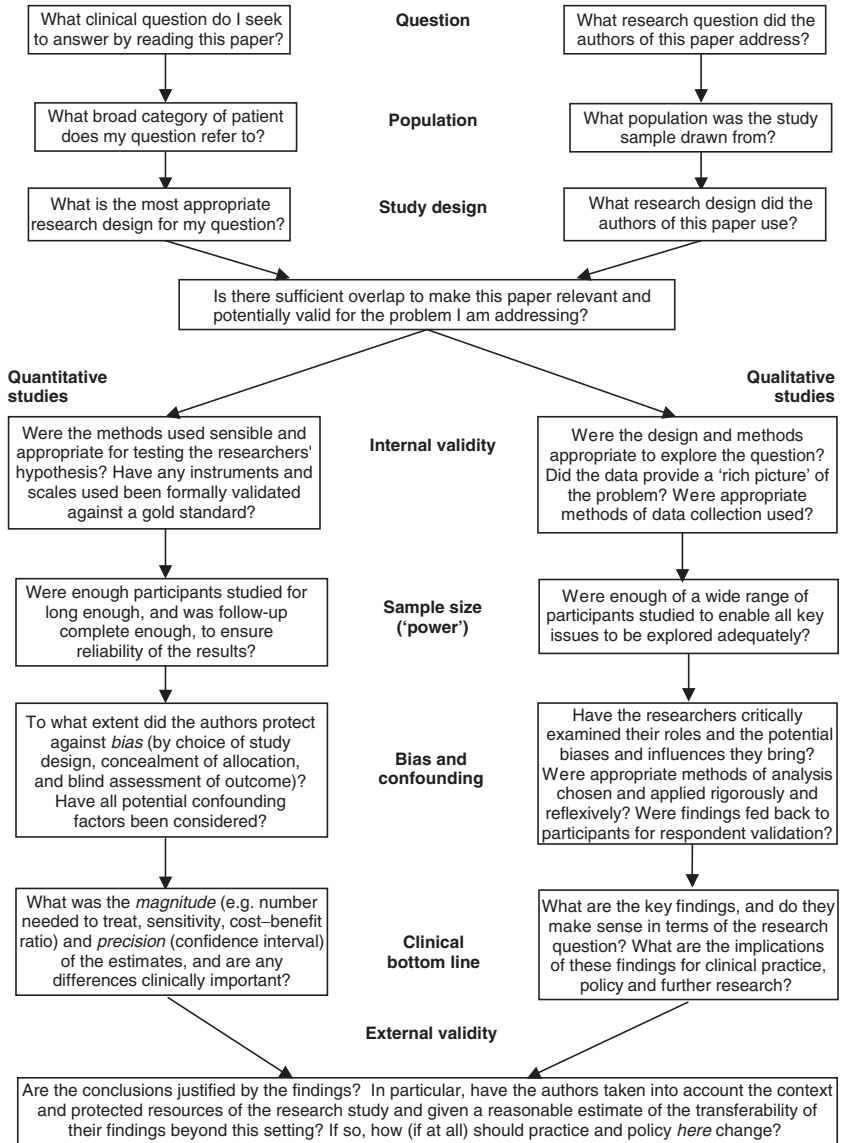 What clinical question do I seek
to answer by reading this paper?
Question
What research question did the
authors of this paper address?
What broad category of patient
does my question refer to?
Population
What population was the study
sample drawn from?
What is the most appropriate
research design for my question?
Study design
What research design did the
authors of this paper use?
Is there sufficient overlap to make this paper relevant and
potentially valid for the problem I am addressing?
Quantitative
studies
Qualitative
studies
Were the methods used sensible and
appropriate for testing the researchers'
hypothesis? Have any instruments and
scales used been formally validated
against a gold standard?
Internal validity
Were the design and methods
appropriate to explore the question?
Did the data provide a ‘rich picture’ of
the problem? Were appropriate
methods of data collection used?
Were enough participants studied for
long enough, and was follow-up
complete enough, to ensure
reliability of the results?
Sample size
(‘power’)
Were enough of a wide range of
participants studied to enable all key
issues to be explored adequately?
To what extent did the authors protect
against bias (by choice of study
design, concealment of allocation,
and blind assessment of outcome)?
Have all potential confounding
factors been considered?
Bias and
confounding
Have the researchers critically
examined their roles and the potential
biases and influences they bring?
Were appropriate methods of analysis
chosen and applied rigorously and
reflexively? Were findings fed back to
participants for respondent validation?
What was the magnitude (e.g. number
needed to treat, sensitivity, cost–benefit
ratio) and precision (confidence interval)
of the estimates, and are any
differences clinically important?
Clinical
bottom line
What are the key findings, and do they
make sense in terms of the research
question? What are the implications
of these findings for clinical practice,
policy and further research?
External validity
Are the conclusions justified by the findings? In particular, have the authors taken into account the context
and protected resources of the research study and given a reasonable estimate of the transferability of
their findings beyond this setting? If so, how (if at all) should practice and policy here change?